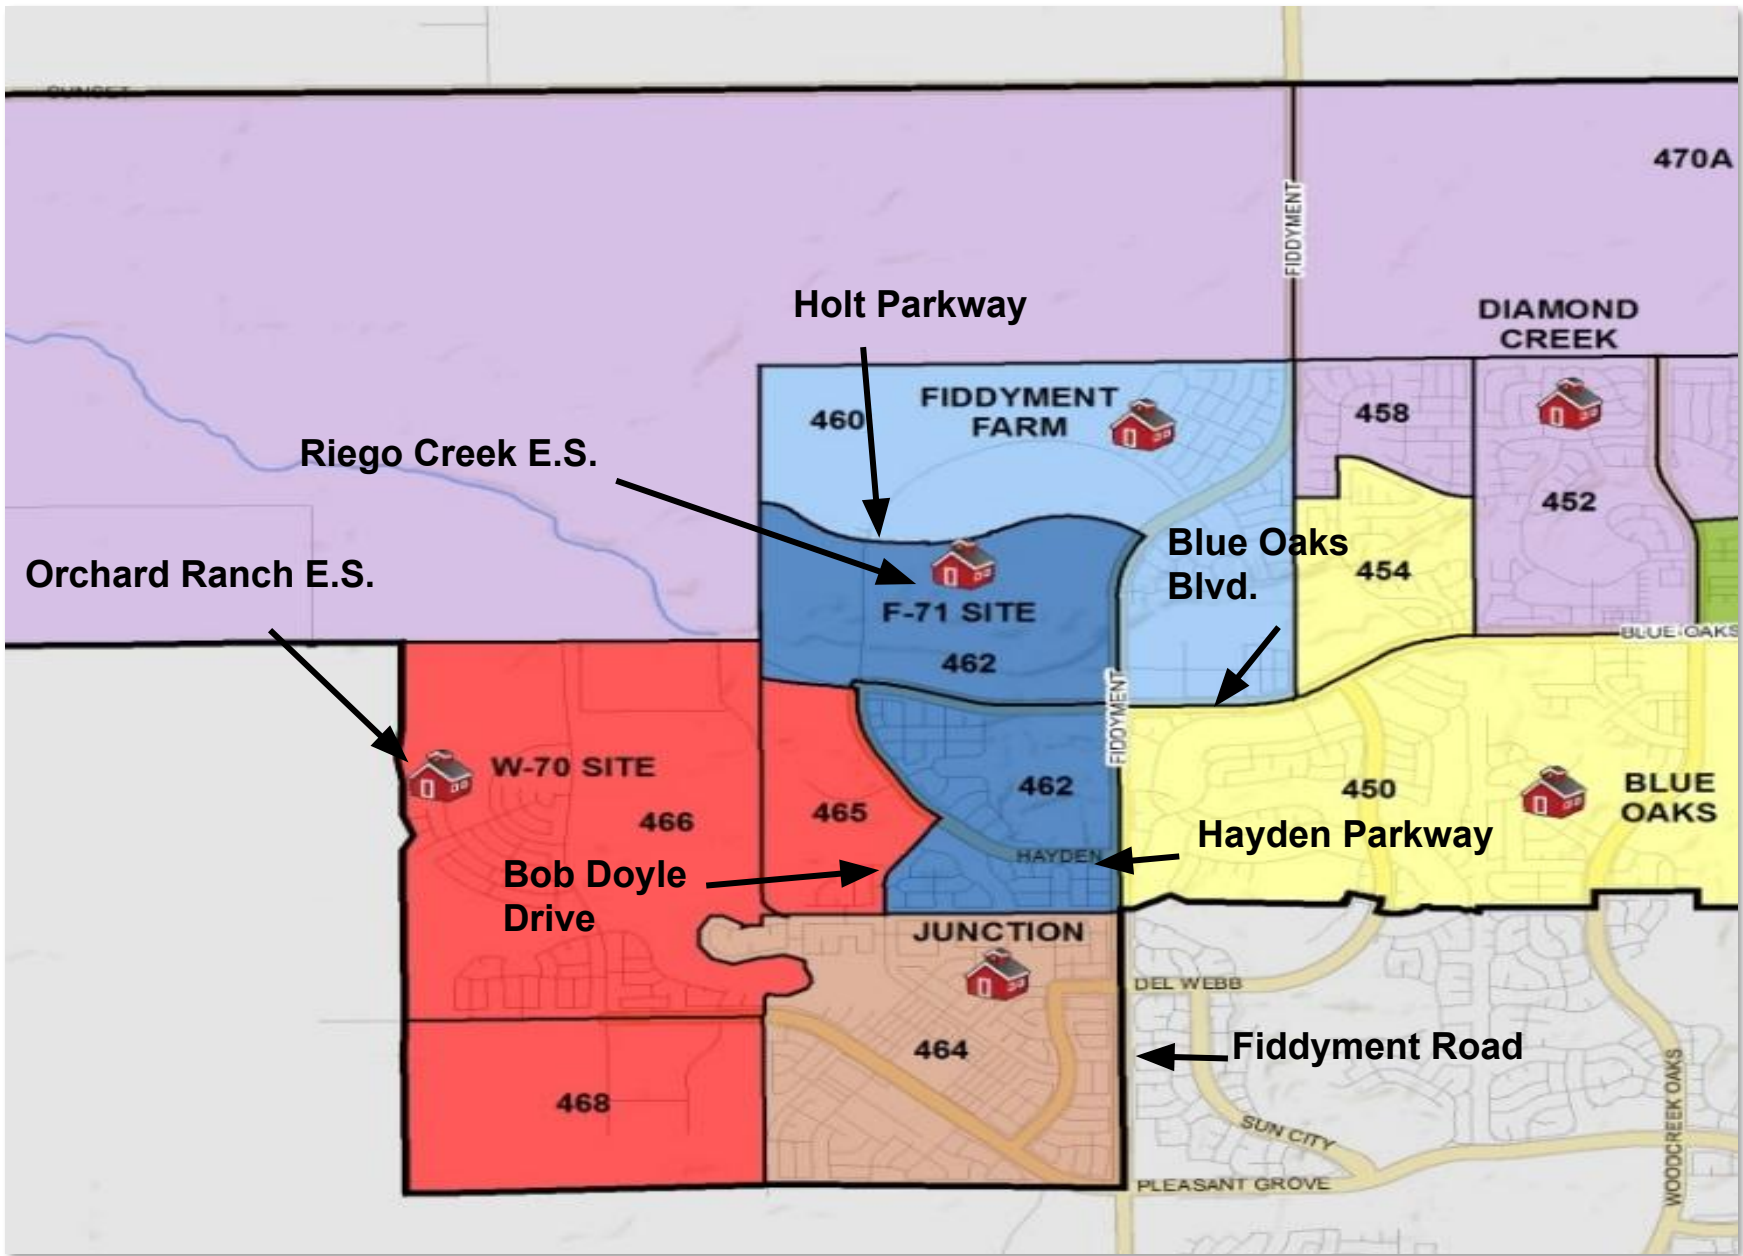 SUNSET
470A
FIDDYMENT
Holt Parkway
DIAMOND
CREEK
FIDDYMENT
FARM
460
458
Riego Creek E.S.
452
Blue Oaks
Blvd.
454
Orchard Ranch E.S.
F-71 SITE
462
BLUE OAKS
FIDDYMENT
W-70 SITE
466
465
462
450
BLUE
OAKS
Hayden Parkway
HAYDEN
Bob Doyle
Drive
JUNCTION
DEL WEBB
464
Fiddyment Road
468
SUN CITY
WOODCREEK OAKS
PLEASANT GROVE